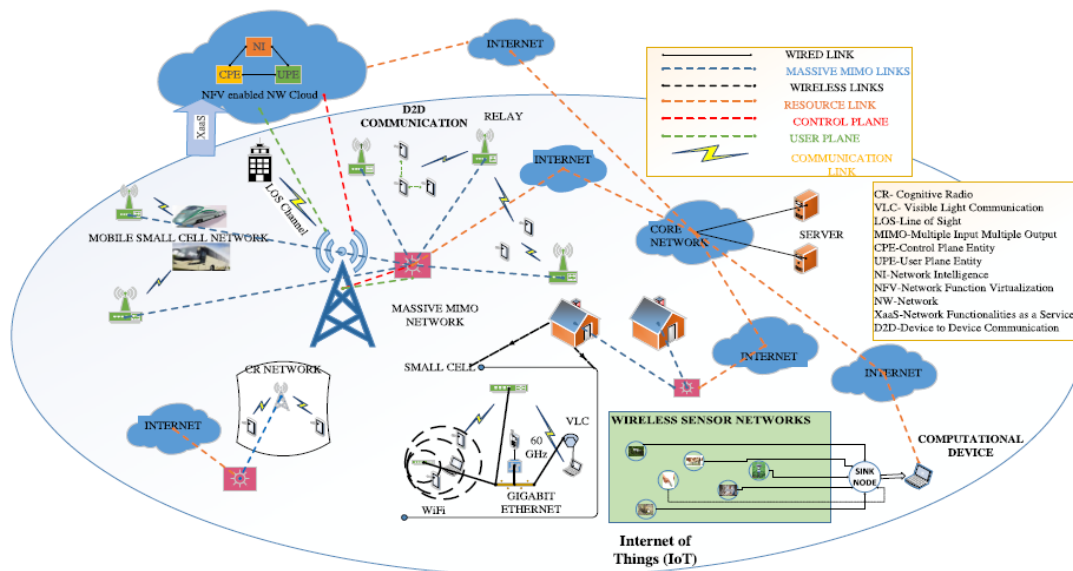 NI
CPE
UPE
NFV enabled NW Cloud
XaaS
INTERNET
WIRED LINK
MASSIVE MIMO LINKS
WIRELESS LINKS
RESOURCE LINK
CONTROL PLANE
USER PLANE
COMMUNICATION
LINK
D2D
COMMUNICATION
RELAY
LOS Channel
INTERNET
MOBILE SMALL CELL NETWORK
CORE
NETWORK
SERVER
CR- Cognitive Radio
VLC- Visible Light Communication
LOS-Line of Sight
MIMO-Multiple Input Multiple Output
CPE-Control Plane Entity
UPE-User Plane Entity
NI-Network Intelligence
NFV-Network Function Virtualization
NW-Network
XaaS-Network Functionalities as a Service
D2D-Device to Device Communication
MASSIVE MIMO
NETWORK
SMALL CELL
INTERNET
INTERNET
CR NETWORK
INTERNET
VLC
60
GHz
WiFi
GIGABIT
ETHERNET
WIRELESS SENSOR NETWORKS
SINK
NODE
COMPUTATIONAL
DEVICE
Internet of
Things (IoT)